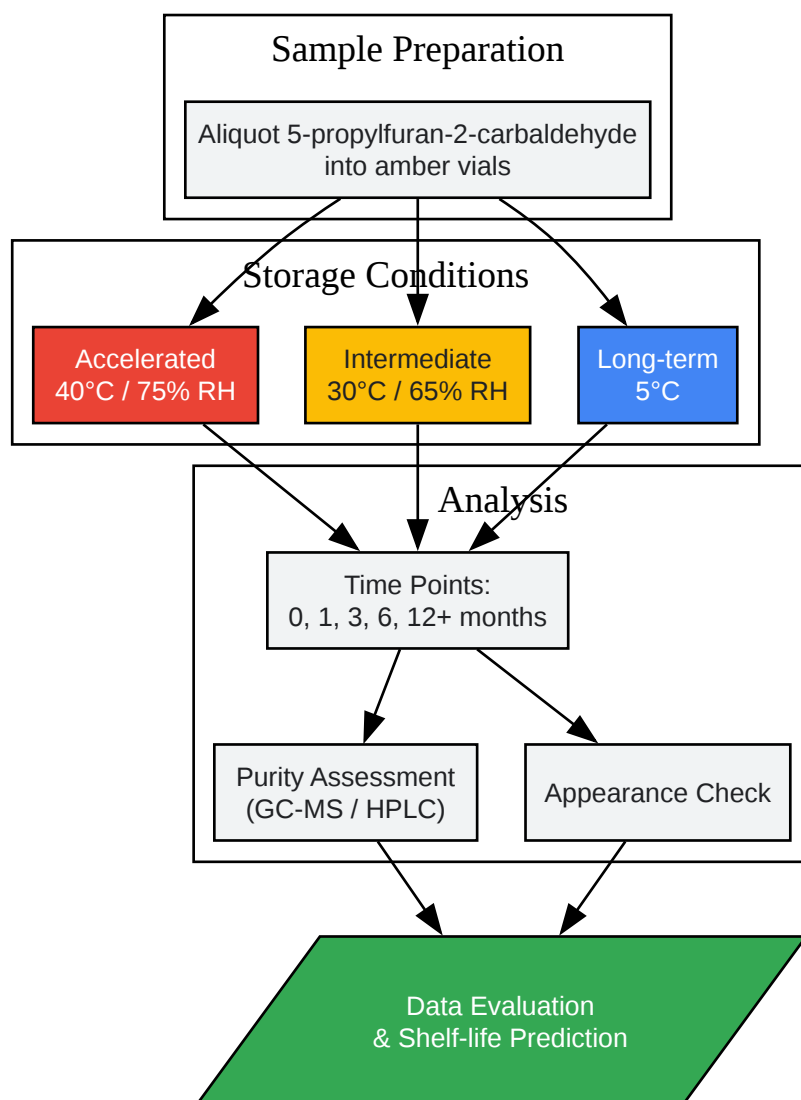 Sample Preparation
Aliquot 5-propylfuran-2-carbaldehyde
into amber vials
Storage Conditions
Accelerated
40°C / 75% RH
Intermediate
30°C / 65% RH
Long-term
5°C
Analysis
Time Points:
0, 1, 3, 6, 12+ months
Purity Assessment
(GC-MS / HPLC)
Appearance Check
Data Evaluation
& Shelf-life Prediction